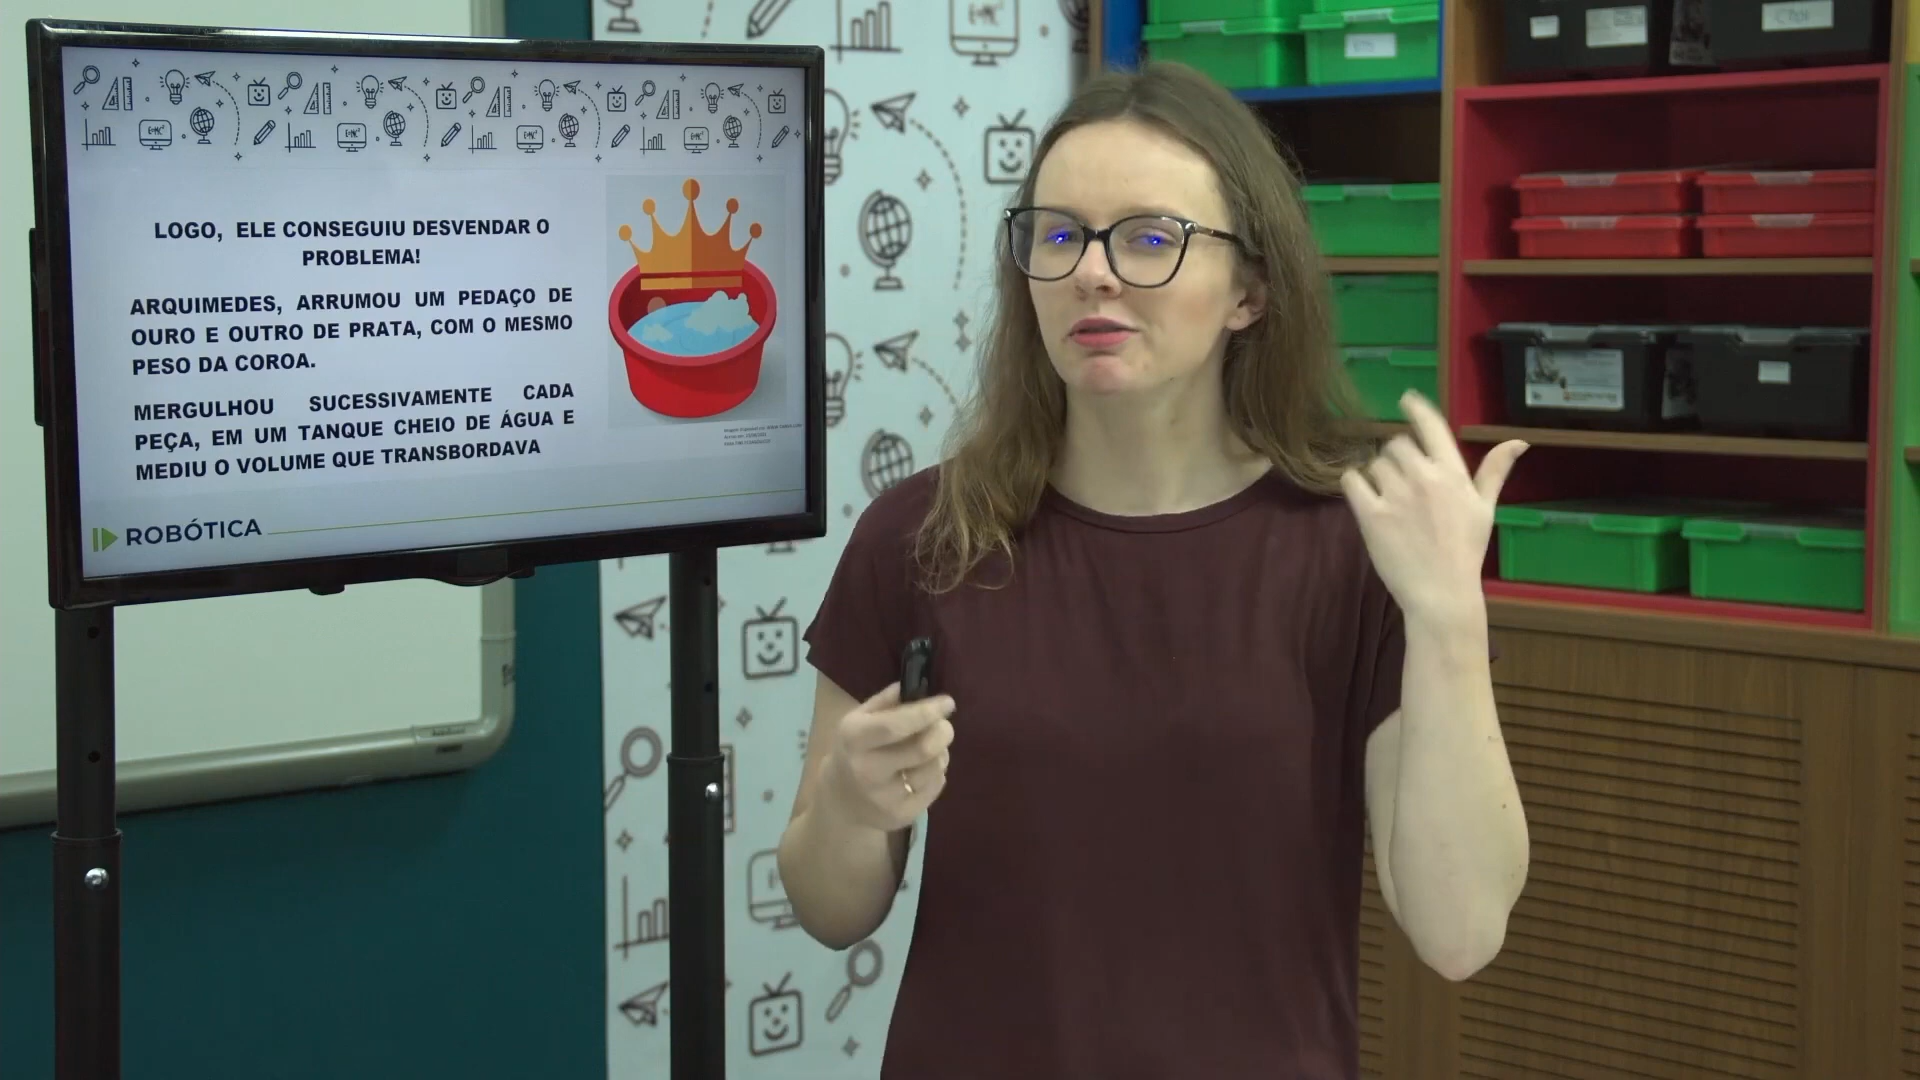 LOGO, ELE CONSEGUIU DESVENDAR O
PROBLEMA!
ARQUIMEDES, ARRUMOU UM PEDAÇO DE
OURO E OUTRO DE PRATA, COM O MESMO
PESO DA COROA.
MERGULHOU SUCESSIVAMENTE CADA
PEÇA, EM UM TANQUE CHEIO DE ÁGUA E
MEDIU O VOLUME QUE TRANSBORDAVA
ROBÓTICA